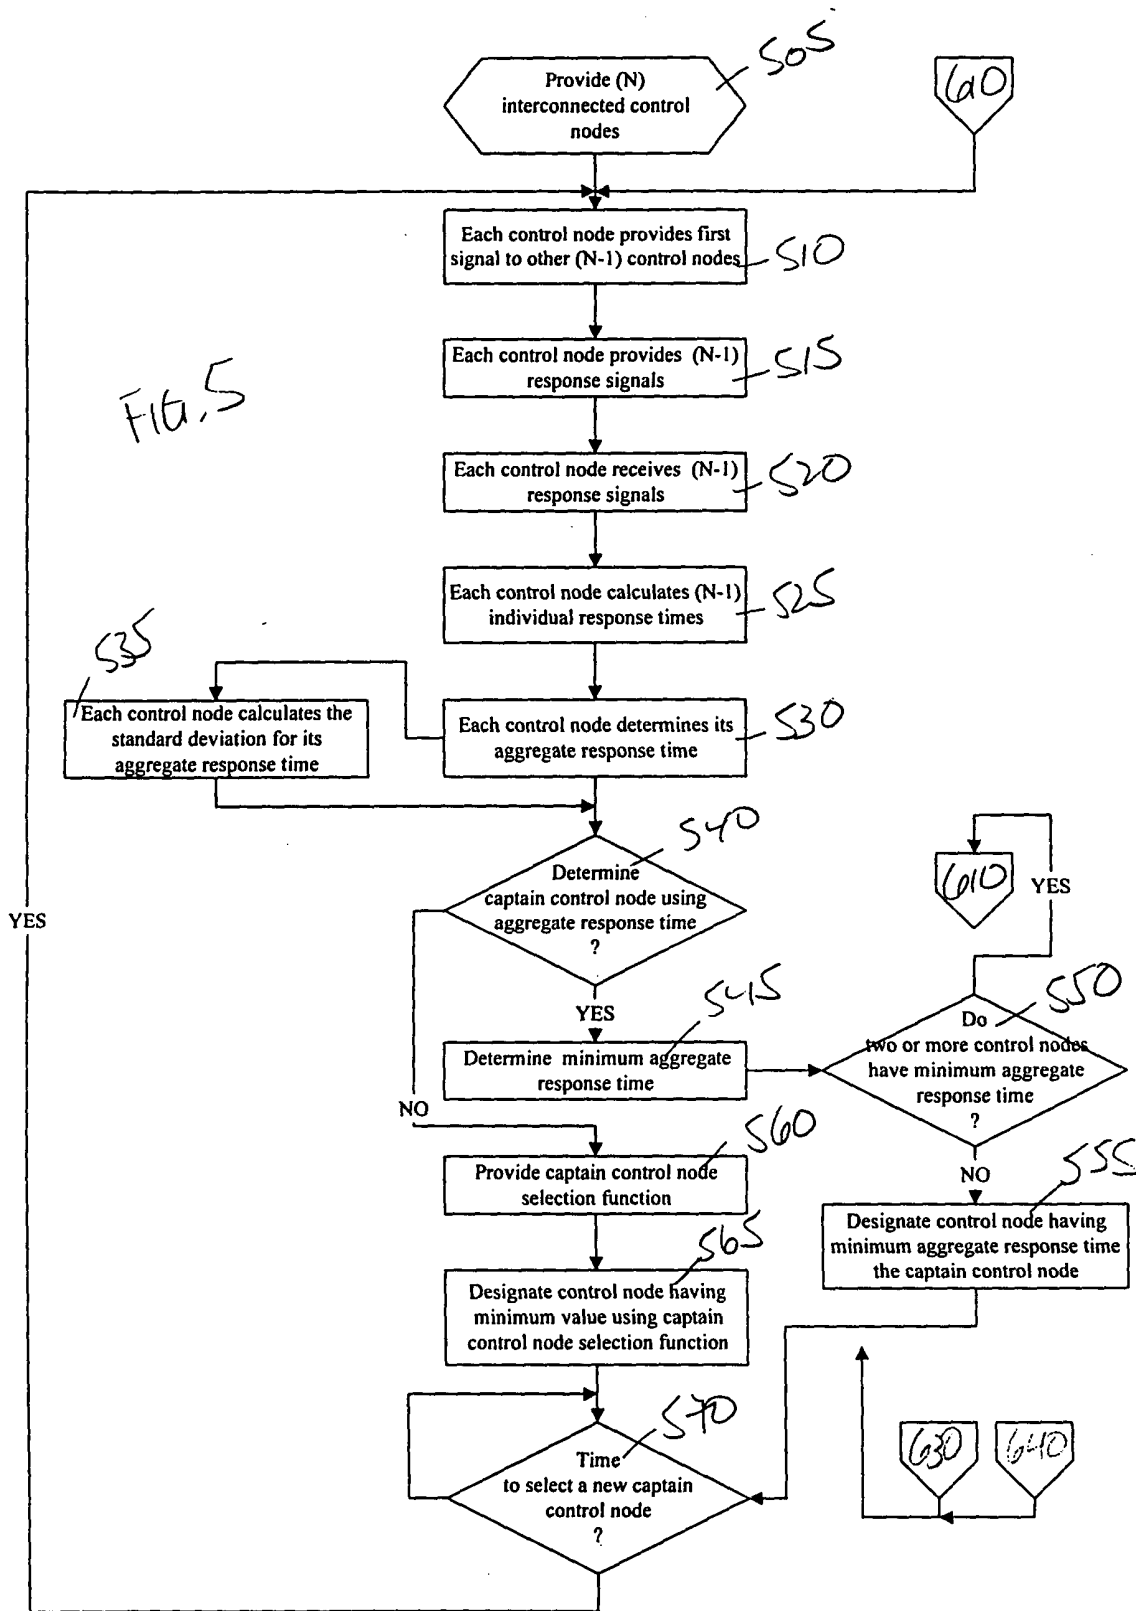 505
Provide (N)
interconnected control
nodes
610
Each control node provides first
signal to other (N-1) control nodes
510
Each control node provides (N-1)
response signals
515
FIG. 5
Each control node receives (N-1)
response signals
520
Each control node calculates (N-1)
individual response times
525
535
Each control node calculates the
standard deviation for its
aggregate response time
Each control node determines its
aggregate response time
530
540
Determine
captain control node using
aggregate response time
?
610
YES
YES
YES
545
Determine minimum aggregate
response time
550
Do
two or more control nodes
have minimum aggregate
response time
?
NO
560
Provide captain control node
selection function
NO
555
Designate control node having
minimum aggregate response time
the captain control node
565
Designate control node having
minimum value using captain
control node selection function
570
Time
to select a new captain
control node
?
630
640